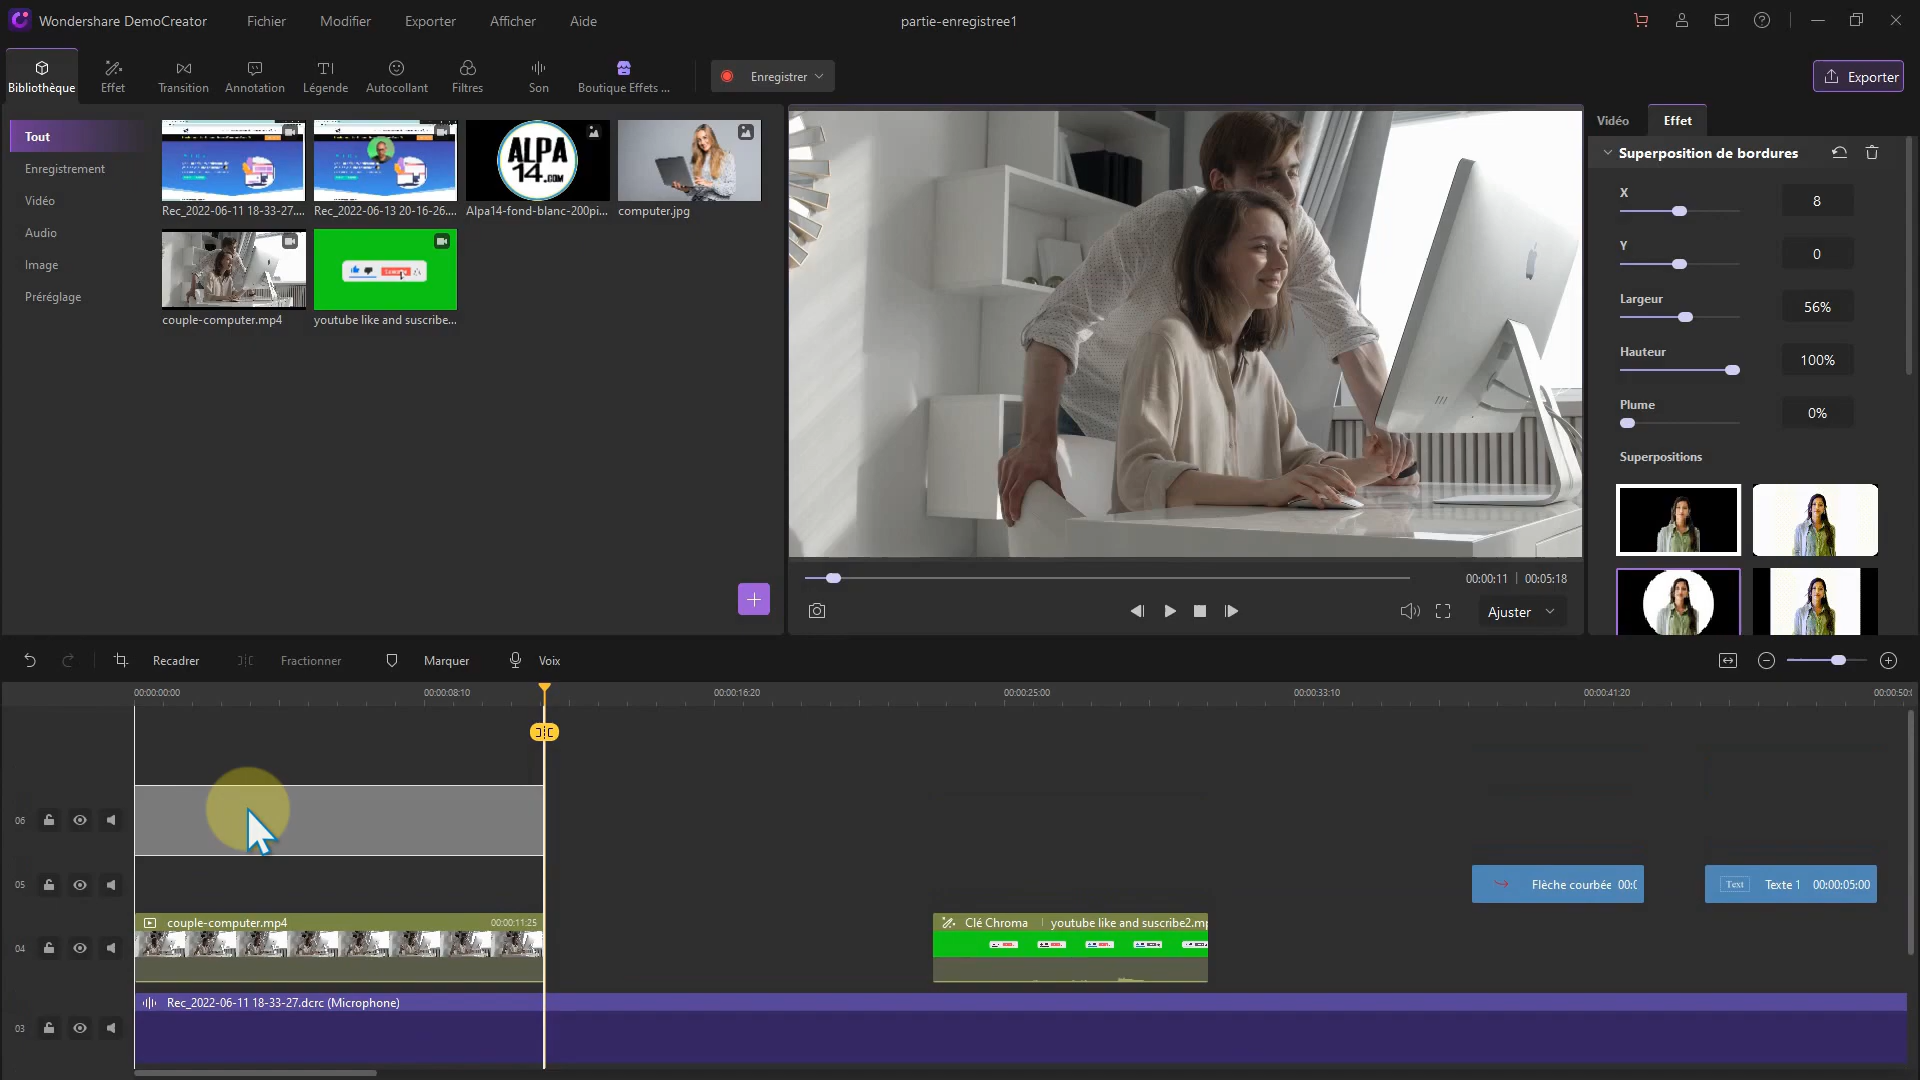 Wondershare DemoCreator
Fichier
Modifier
Exporter
Afficher
Aide
partie-enregistree1
Bibliothèque
Effet
Transition
Annotation
Légende
Autocollant
Filtres
Son
Boutique Effets ...
Enregistrer
Exporter
Tout
Enregistrement
Vidéo
Audio
Image
Préréglage
Rec_2022-06-11 18-33-27....
Rec_2022-06-13 20-16-26....
ALPA
14.COM
Alpa14-fond-blanc-200pi...
computer.jpg
couple-computer.mp4
youtube like and suscribe...
00:00:11 | 00:05:18
Ajuster
Vidéo
Effet
Superposition de bordures
X
8
Y
0
Largeur
56%
Hauteur
100%
Plume
0%
Superpositions
Recadrer
Fractionner
Marquer
Voix
00:00:00:00
00:00:08:10
00:00:16:20
00:00:25:00
00:00:33:10
00:00:41:20
00:00:50:
06
05
Flèche courbée 00:0
Text
Texte 1 00:00:05:00
04
couple-computer.mp4
00:00:11:25
Clé Chroma | youtube like and suscribe2.m
03
Rec_2022-06-11 18-33-27.dcrc (Microphone)